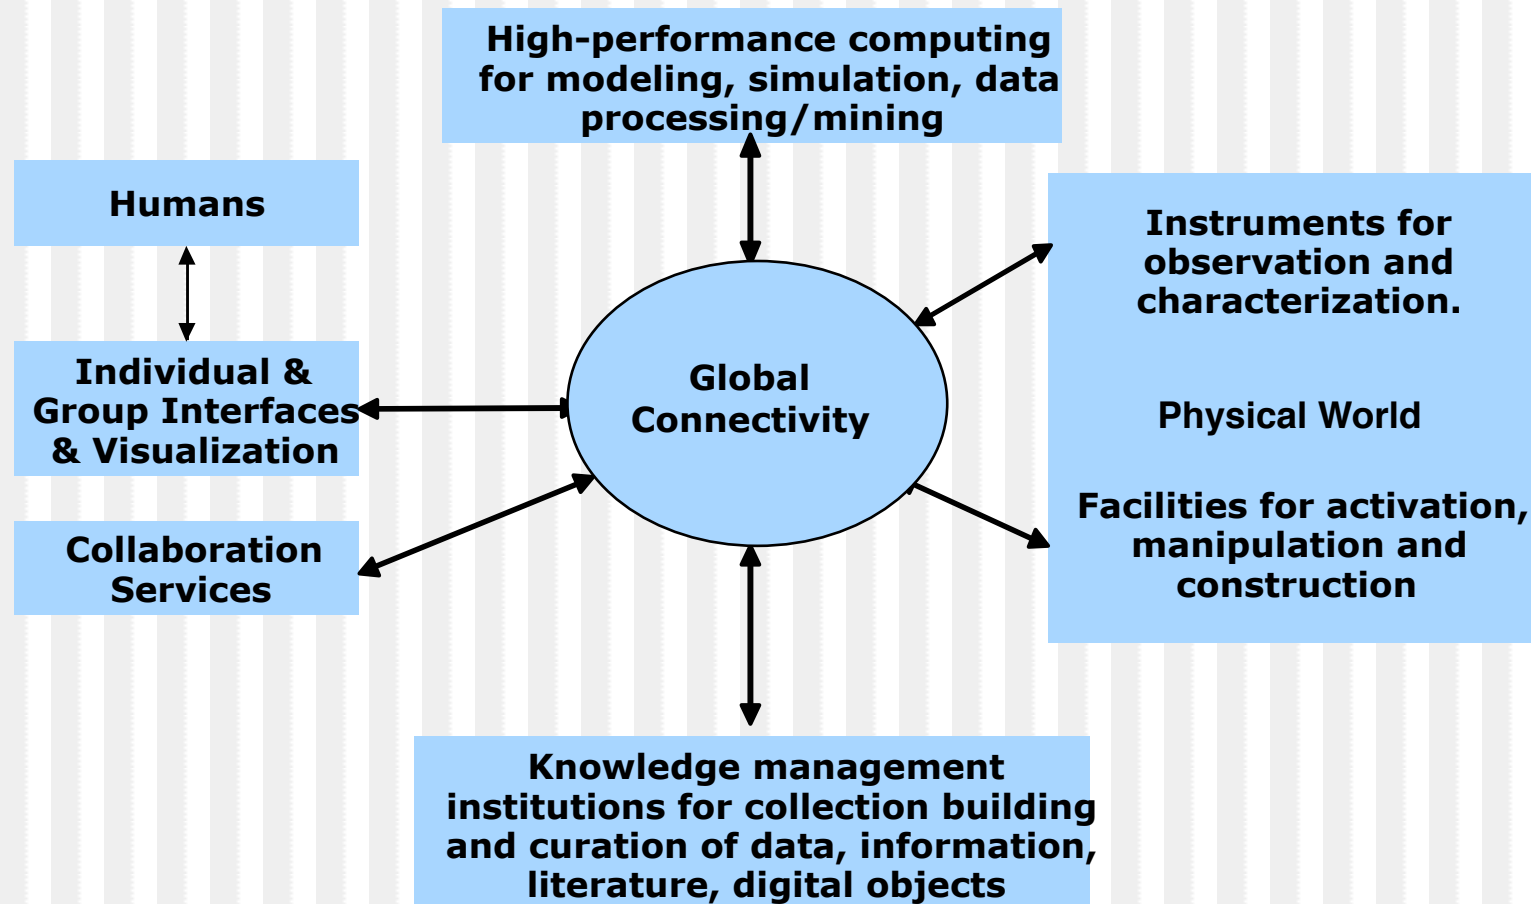 High-performance computing
for modeling, simulation, data
processing/mining
Humans
Individual &
Group Interfaces
& Visualization
Collaboration
Services
Global
Connectivity
Instruments for
observation and
characterization.
Physical World
Facilities for activation,
manipulation and
construction
Knowledge management
institutions for collection building
and curation of data, information,
literature, digital objects